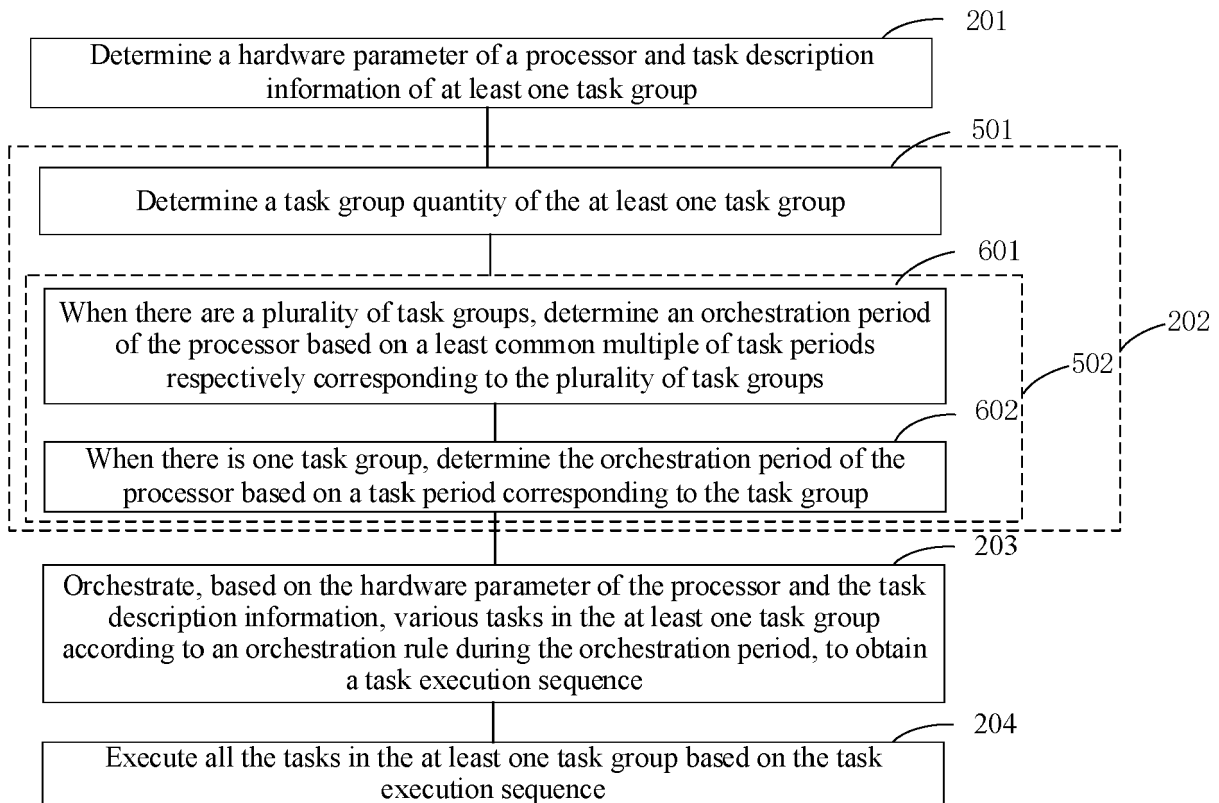 201
Determine a hardware parameter of a processor and task description
information of at least one task group
501
Determine a task group quantity of the at least one task group
601
When there are a plurality of task groups, determine an orchestration period
of the processor based on a least common multiple of task periods
respectively corresponding to the plurality of task groups
202
502
602
When there is one task group, determine the orchestration period of the
processor based on a task period corresponding to the task group
203
Orchestrate, based on the hardware parameter of the processor and the task
description information, various tasks in the at least one task group
according to an orchestration rule during the orchestration period, to obtain
a task execution sequence
204
Execute all the tasks in the at least one task group based on the task
execution sequence